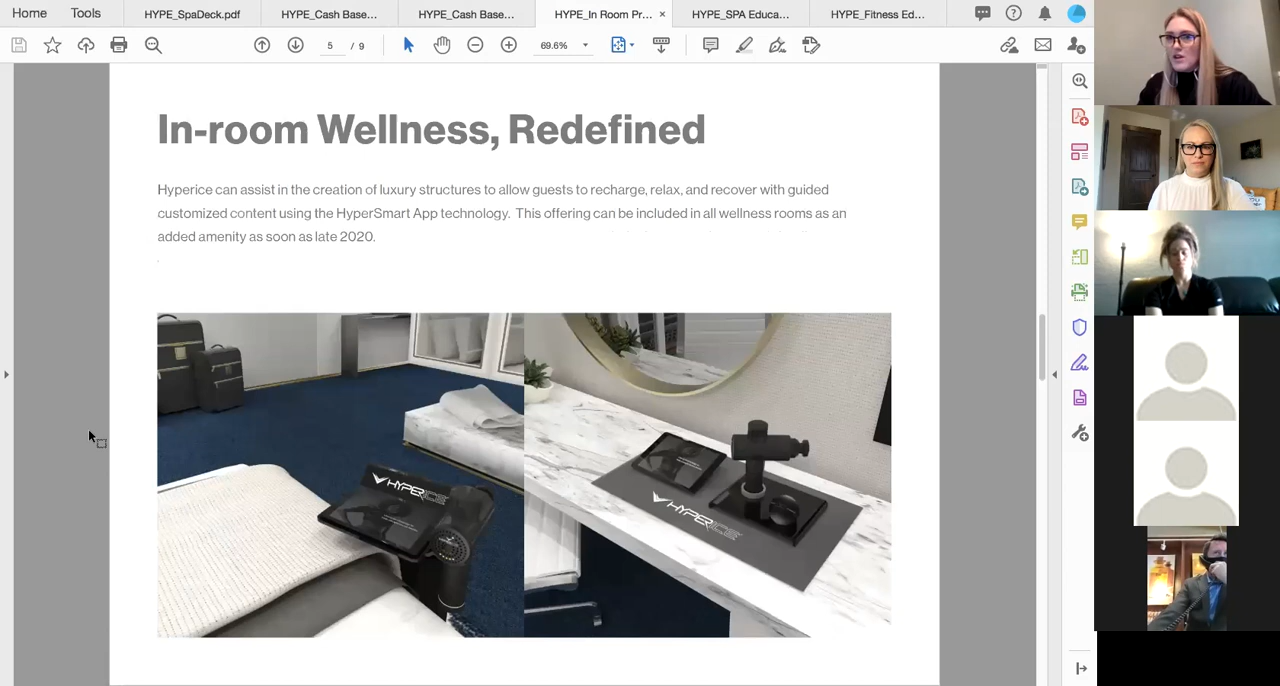 Home
Tools
HYPE_SpaDeck.pdf
HYPE_Cash Base...
HYPE_Cash Base...
HYPE_In Room Pr...
HYPE_SPA Educa...
HYPE_Fitness Ed...
5 / 9
69.6%
In-room Wellness, Redefined
Hyperice can assist in the creation of luxury structures to allow guests to recharge, relax, and recover with guided
customized content using the HyperSmart App technology. This offering can be included in all wellness rooms as an
added amenity as soon as late 2020.
HYPERICE
HYPERICE